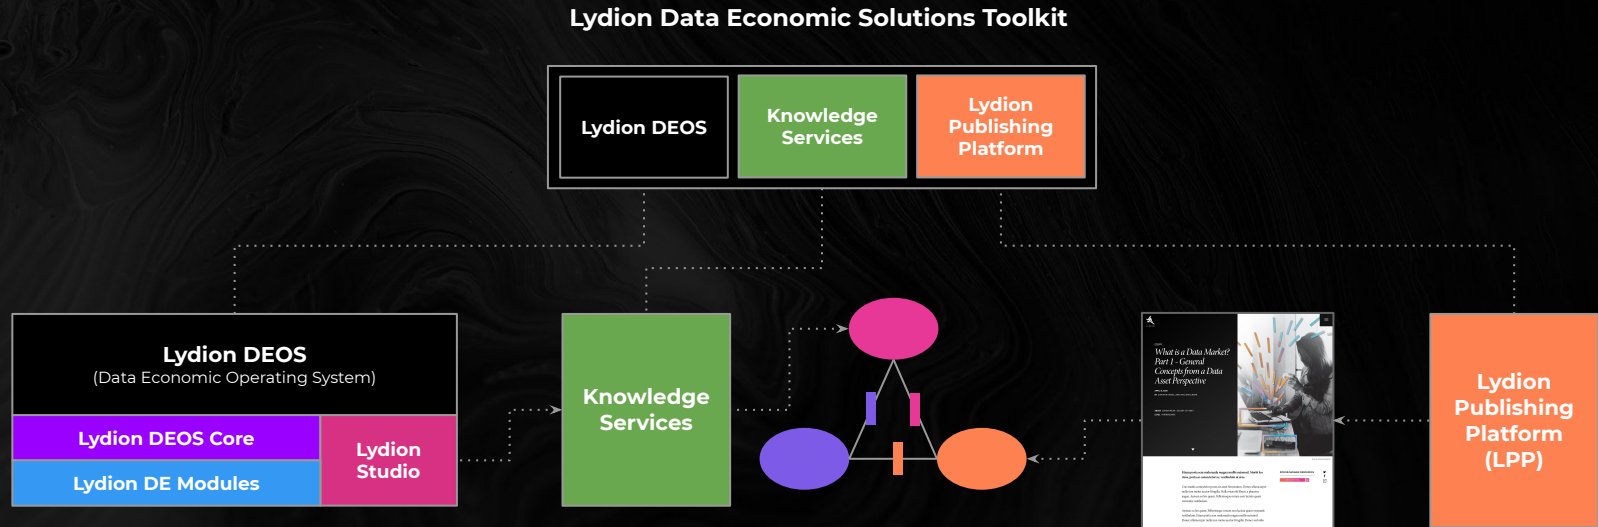 Lydion Data Economic Solutions Toolkit
Lydion DEOS
Knowledge
Services
Lydion
Publishing
Platform
Lydion DEOS
(Data Economic Operating System)
Lydion DEOS Core
Lydion DE Modules
Lydion
Studio
Knowledge
Services
What is a Data Market?
Part 1 - General
Concepts from a Data
Asset Perspective
Lydion
Publishing
Platform
(LPP)